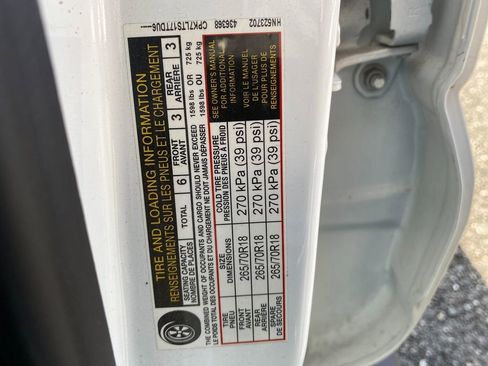 TIRE AND LOADING INFORMATION
RENSEIGNEMENTS SUR LES PNEUS ET LE CHARGEMENT
SEATING CAPACITY
NOMBRE DE PLACES
TOTAL 6
FRONT
AVANT 3
REAR
ARRIÈRE 3
THE COMBINED WEIGHT OF OCCUPANTS AND CARGO SHOULD NEVER EXCEED 1598 lbs OR 725 kg
LE POIDS TOTAL DES OCCUPANTS ET DU CHARGEMENT NE DOIT JAMAIS DÉPASSER 1598 lbs OU 725 kg
TIRE
PNEU
SIZE
DIMENSIONS
COLD TIRE PRESSURE
PRESSION DES PNEUS À FROID
FRONT
AVANT
265/70R18
270 kPa (39 psi)
REAR
ARRIÈRE
265/70R18
270 kPa (39 psi)
SPARE
DE SECOURS
265/70R18
270 kPa (39 psi)
SEE OWNER'S MANUAL
FOR ADDITIONAL
INFORMATION
VOIR LE MANUEL
DE L'USAGER
POUR PLUS DE
RENSEIGNEMENTS
HN523702 436368 CPK7LTS17TDU6